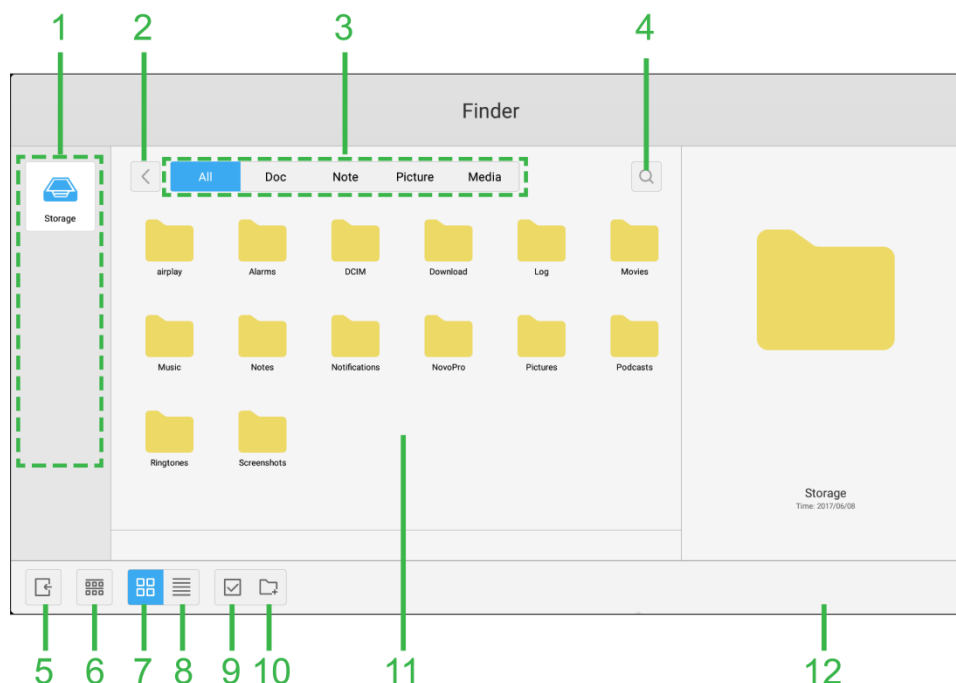 1 2 3 4
Finder
All Doc Note Picture Media
Storage
airplay Alarms DCIM Download Log Movies
Music Notes Notifications NovoPro Pictures Podcasts
Ringtones Screenshots
Storage
Time: 2017/06/08
5 6 7 8 9 10 11 12